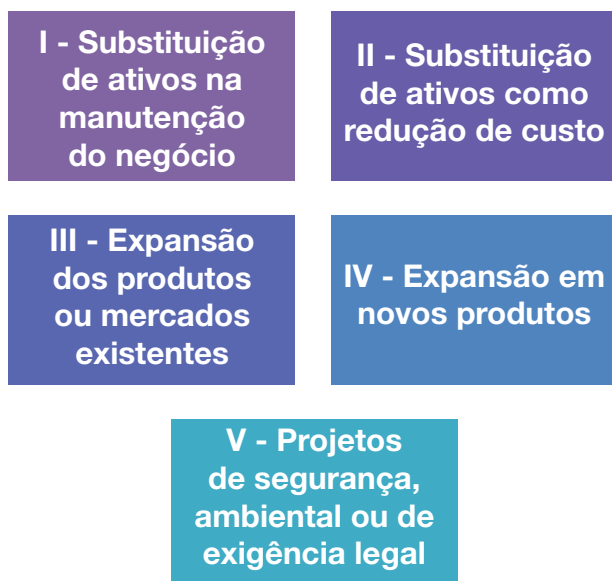 I - Substituição
de ativos na
manutenção
do negócio
II - Substituição
de ativos como
redução de custo
III - Expansão
dos produtos
ou mercados
existentes
IV - Expansão em
novos produtos
V - Projetos
de segurança,
ambiental ou de
exigência legal